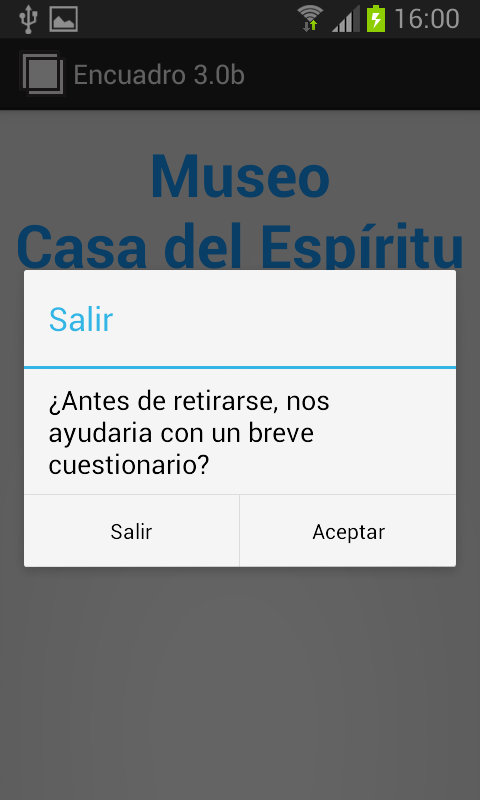 16:00
Encuadro 3.0b
Museo
Casa del Espíritu
Salir
¿Antes de retirarse, nos
ayudaria con un breve
cuestionario?
Salir
Aceptar